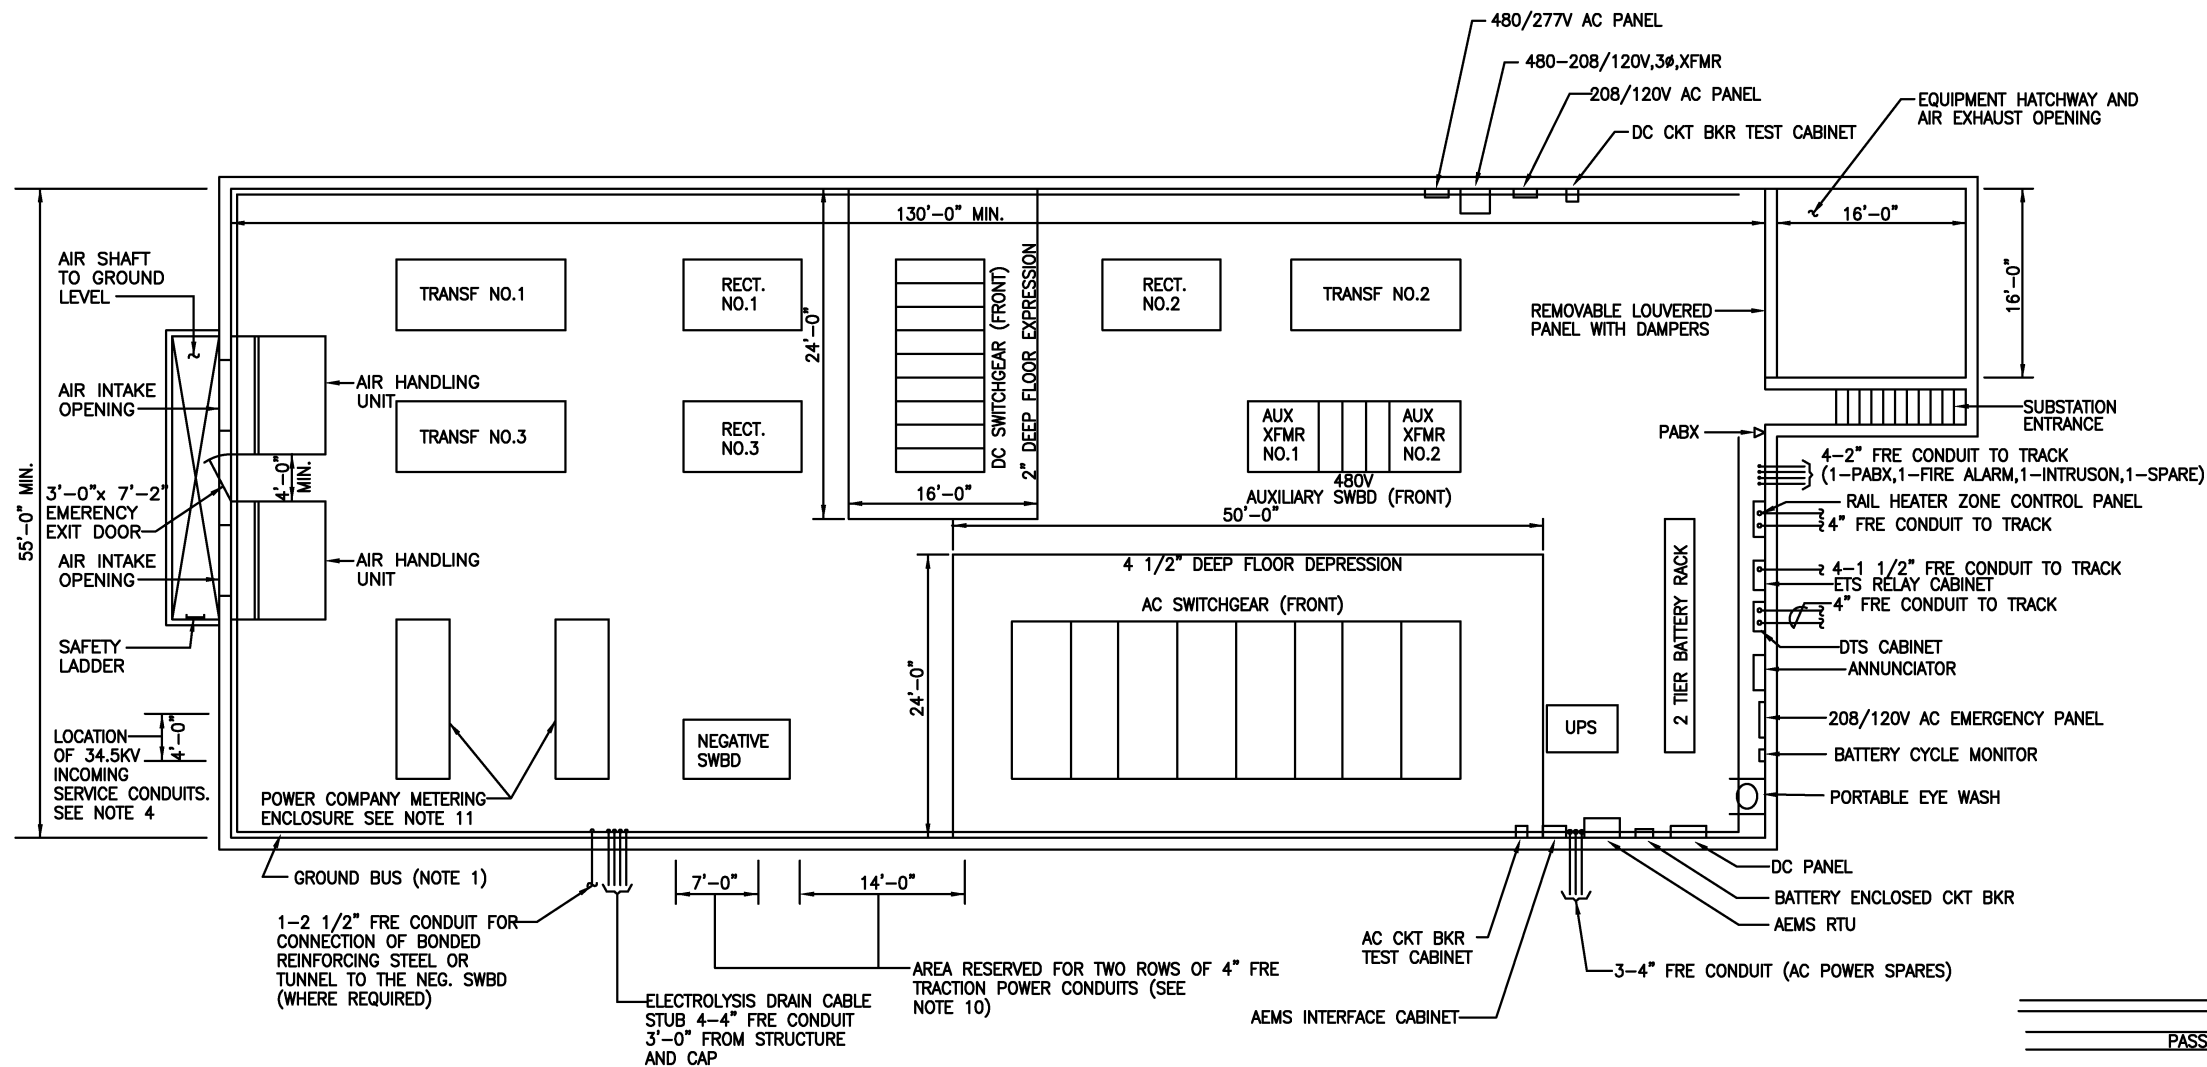 480/277V AC PANEL
480-208/120V,3ø,XFMR
208/120V AC PANEL
DC CKT BKR TEST CABINET
EQUIPMENT HATCHWAY AND
AIR EXHAUST OPENING
130'-0" MIN.
16'-0"
16'-0"
AIR SHAFT
TO GROUND
LEVEL
TRANSF NO.1
RECT.
NO.1
24'-0"
DC SWITCHGEAR (FRONT)
2" DEEP FLOOR EXPRESSION
RECT.
NO.2
TRANSF NO.2
REMOVABLE LOUVERED
PANEL WITH DAMPERS
AIR INTAKE
OPENING
AIR HANDLING
UNIT
TRANSF NO.3
RECT.
NO.3
AUX
XFMR
NO.1
AUX
XFMR
NO.2
480V
AUXILIARY SWBD (FRONT)
PABX
SUBSTATION
ENTRANCE
4-2" FRE CONDUIT TO TRACK
(1-PABX,1-FIRE ALARM,1-INTRUSON,1-SPARE)
RAIL HEATER ZONE CONTROL PANEL
4" FRE CONDUIT TO TRACK
55'-0" MIN.
3'-0"x 7'-2"
EMERENCY
EXIT DOOR
4'-0"
MIN.
16'-0"
50'-0"
AIR INTAKE
OPENING
AIR HANDLING
UNIT
4 1/2" DEEP FLOOR DEPRESSION
AC SWITCHGEAR (FRONT)
24'-0"
2 TIER BATTERY RACK
4-1 1/2" FRE CONDUIT TO TRACK
ETS RELAY CABINET
4" FRE CONDUIT TO TRACK
DTS CABINET
ANNUNCIATOR
SAFETY
LADDER
LOCATION
OF 34.5KV
INCOMING
SERVICE CONDUITS.
SEE NOTE 4
4'-0"
NEGATIVE
SWBD
UPS
208/120V AC EMERGENCY PANEL
BATTERY CYCLE MONITOR
PORTABLE EYE WASH
POWER COMPANY METERING
ENCLOSURE SEE NOTE 11
GROUND BUS (NOTE 1)
7'-0"
14'-0"
DC PANEL
BATTERY ENCLOSED CKT BKR
AEMS RTU
1-2 1/2" FRE CONDUIT FOR
CONNECTION OF BONDED
REINFORCING STEEL OR
TUNNEL TO THE NEG. SWBD
(WHERE REQUIRED)
AC CKT BKR
TEST CABINET
3-4" FRE CONDUIT (AC POWER SPARES)
AREA RESERVED FOR TWO ROWS OF 4" FRE
TRACTION POWER CONDUITS (SEE
NOTE 10)
ELECTROLYSIS DRAIN CABLE
STUB 4-4" FRE CONDUIT
3'-0" FROM STRUCTURE
AND CAP
AEMS INTERFACE CABINET
PASS